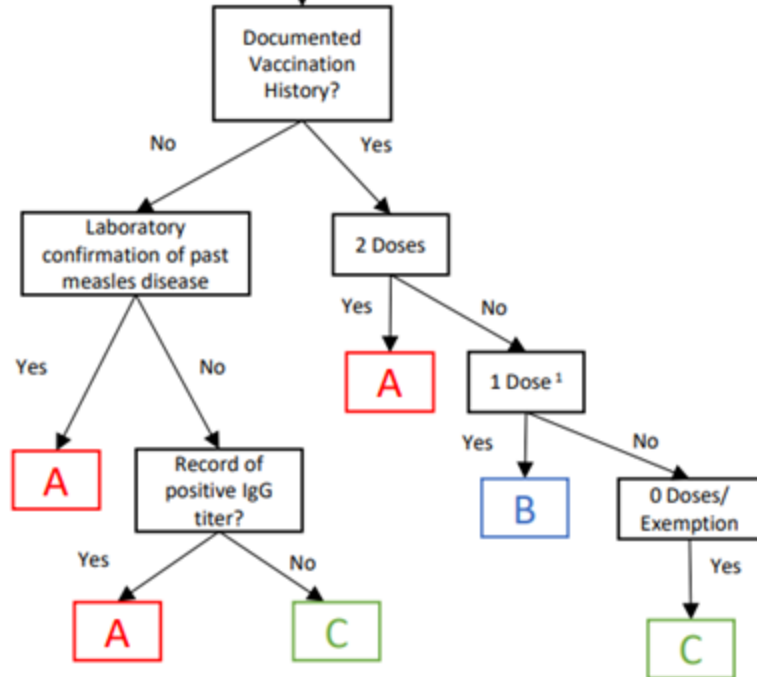 Documented
Vaccination
History?
No
Yes
Laboratory
confirmation of past
measles disease
2 Doses
Yes
No
Yes
No
A
1 Dose ¹
A
Record of
positive IgG
titer?
Yes
No
B
0 Doses/
Exemption
Yes
No
Yes
A
C
C